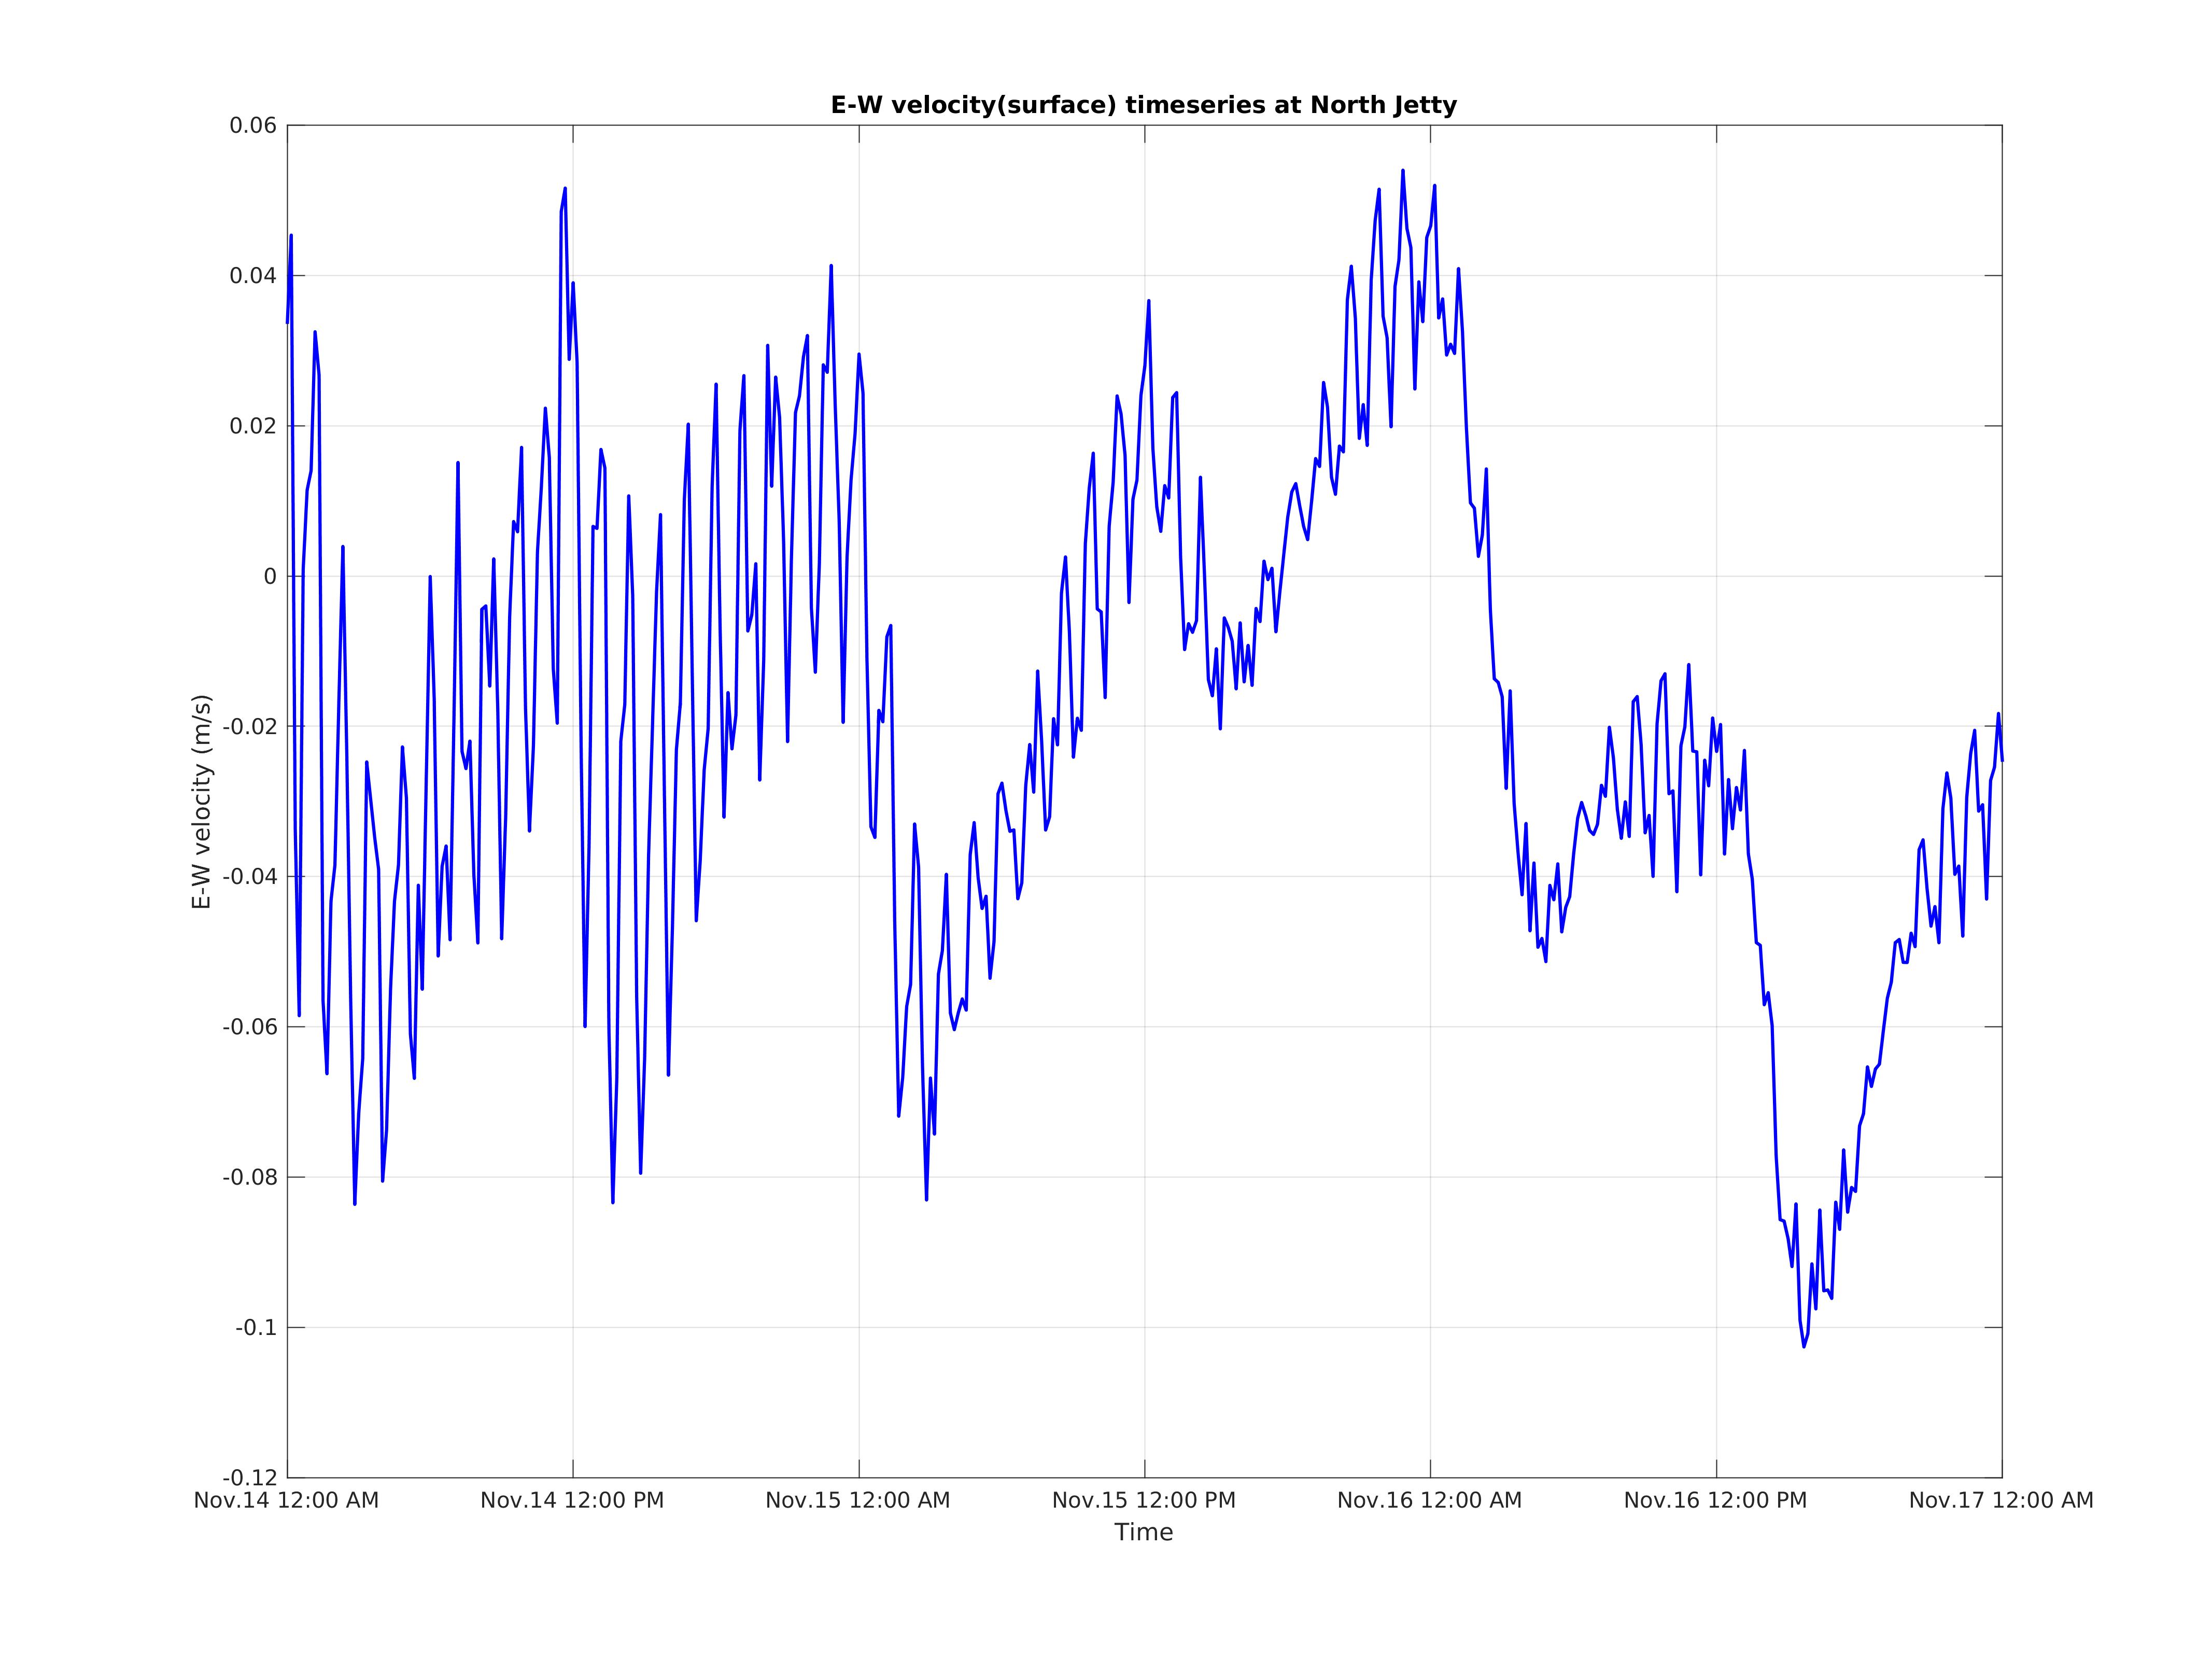 E-W velocity(surface) timeseries at North Jetty
0.06
0.04
0.02
0
-0.02
-0.04
-0.06
-0.08
-0.1
-0.12
E-W velocity (m/s)
Nov.14 12:00 AM
Nov.14 12:00 PM
Nov.15 12:00 AM
Nov.15 12:00 PM
Nov.16 12:00 AM
Nov.16 12:00 PM
Nov.17 12:00 AM
Time